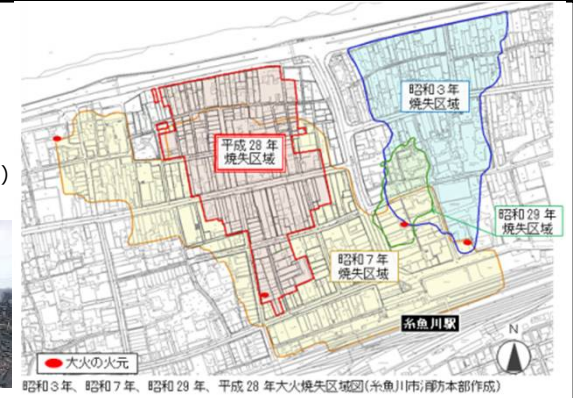 昭和3年
焼失区域
平成28年
焼失区域
昭和29年
焼失区域
昭和7年
焼失区域
糸魚川駅
N
大火の火元
)
昭和3年、昭和7年、昭和29年、平成28年大火焼失区域図(糸魚川市消防本部作成)